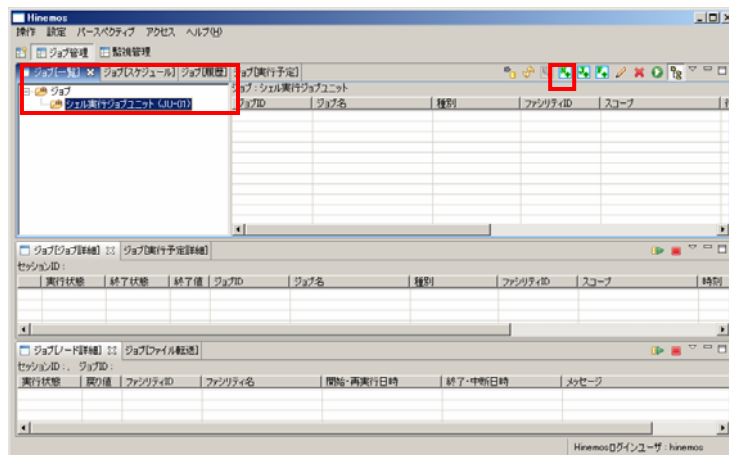 Hinemos
操作 設定 パースペクティブ アクセス ヘルプ(H)
ジョブ管理 監視管理
ジョブ[一覧] ジョブ[スケジュール] ジョブ[履歴] ジョブ[実行予定]
ジョブ
シェル実行ジョブユニット (JU-01)
ジョブ : シェル実行ジョブユニット
ジョブID ジョブ名 種別 ファシリティID スコープ
ジョブ[ジョブ詳細] ジョブ[実行予定詳細]
セッションID :
実行状態 終了状態 終了値 ジョブID ジョブ名 種別 ファシリティID スコープ 時刻
ジョブ[ノード詳細] ジョブ[ファイル転送]
セッションID : 、 ジョブID :
実行状態 戻り値 ファシリティID ファシリティ名 開始・再実行日時 終了・中断日時 メッセージ
Hinemosログインユーザ : hinemos